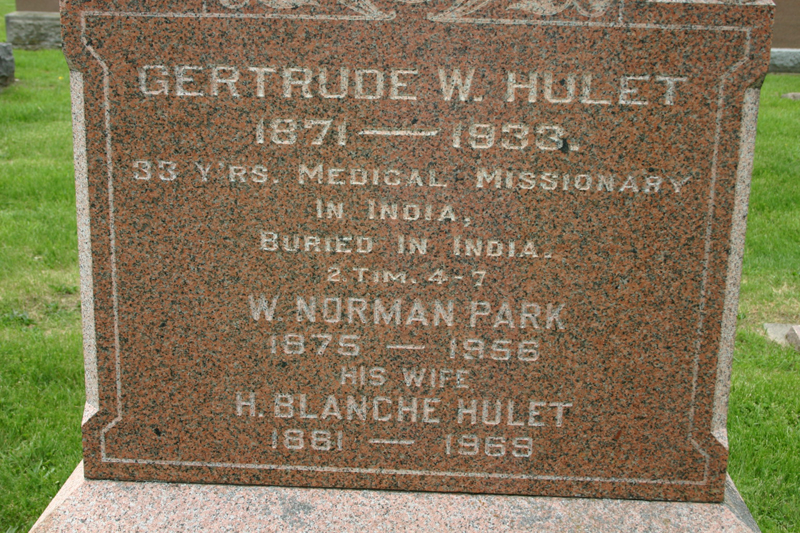 GERTRUDE W. HULET
1871 — 1933.
33 Y'RS. MEDICAL MISSIONARY
IN INDIA,
BURIED IN INDIA.
2 TIM. 4-7
W. NORMAN PARK
1875 — 1956
HIS WIFE
H. BLANCHE HULET
1881 — 1969